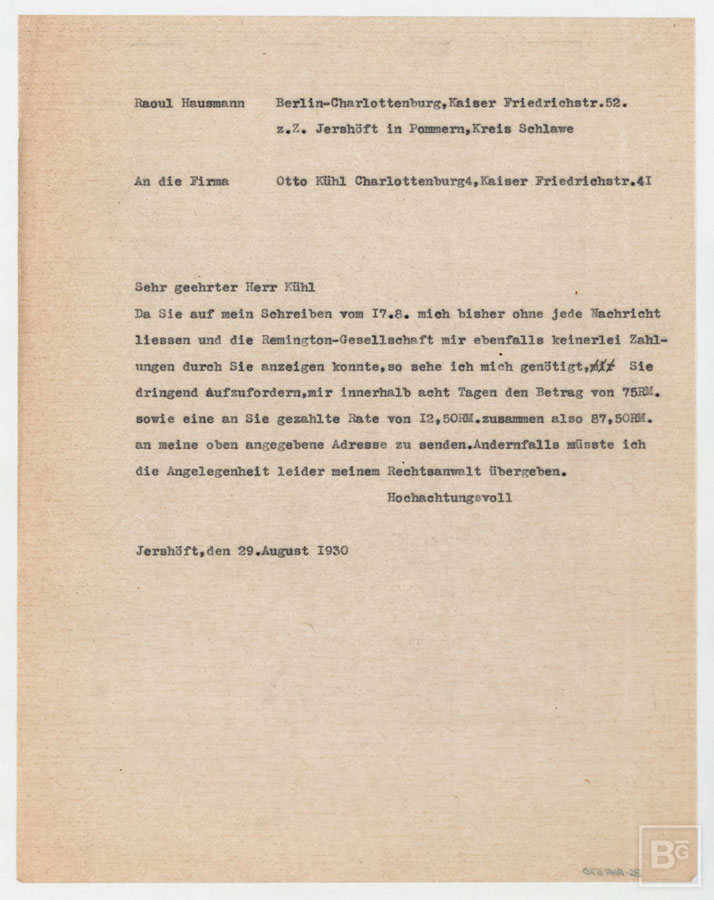 Raoul Hausmann Berlin-Charlottenburg,Kaiser Friedrichstr.52.
z.Z. Jershöft in Pommern,Kreis Schlawe
An die Firma Otto Kühl Charlottenburg4,Kaiser Friedrichstr.4I
Sehr geehrter Herr Kühl
Da Sie auf mein Schreiben vom I7.8. mich bisher ohne jede Nachricht
liessen und die Remington-Gesellschaft mir ebenfalls keinerlei Zahl-
ungen durch Sie anzeigen konnte,so sehe ich mich genötigt, Sie
dringend Aufzufordern,mir innerhalb acht Tagen den Betrag von 75RM.
sowie eine an Sie gezahlte Rate von I2,50RM.zusammen also 87,50RM.
an meine oben angegebene Adresse zu senden.Andernfalls müsste ich
die Angelegenheit leider meinem Rechtsanwalt übergeben.
Hochachtungsvoll
Jershöft,den 29.August I930
BG